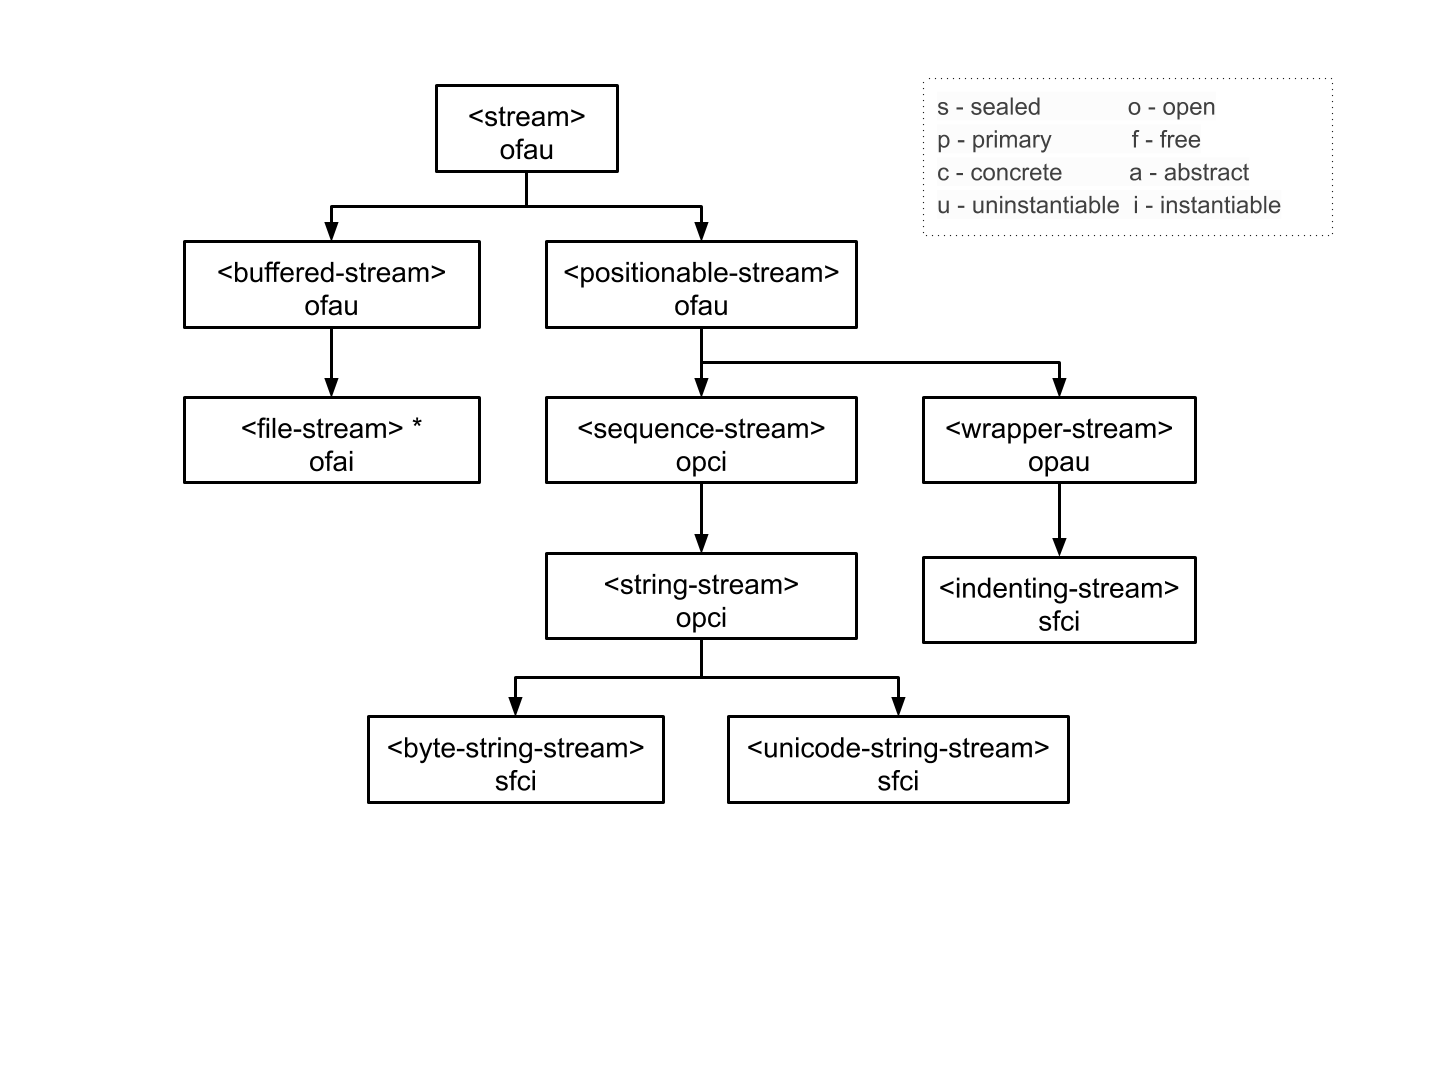 <stream>
ofau
s - sealed o - open
p - primary f - free
c - concrete a - abstract
u - uninstantiable i - instantiable
<buffered-stream>
ofau
<positionable-stream>
ofau
<file-stream> *
ofai
<sequence-stream>
opci
<wrapper-stream>
opau
<string-stream>
opci
<indenting-stream>
sfci
<byte-string-stream>
sfci
<unicode-string-stream>
sfci